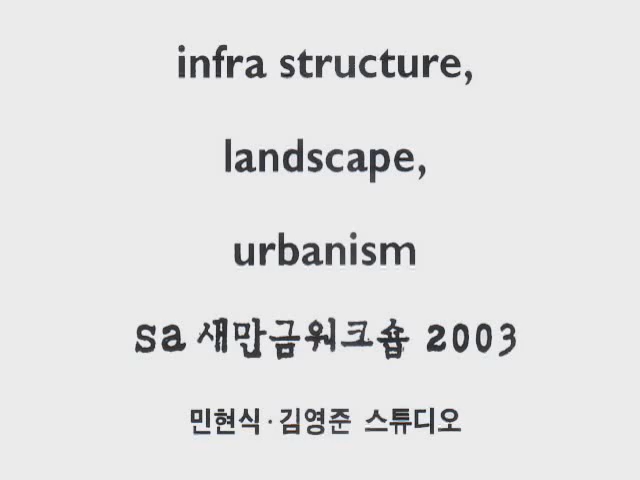 infra structure,
landscape,
urbanism
sa 새만금워크숍 2003
민현식·김영준 스튜디오